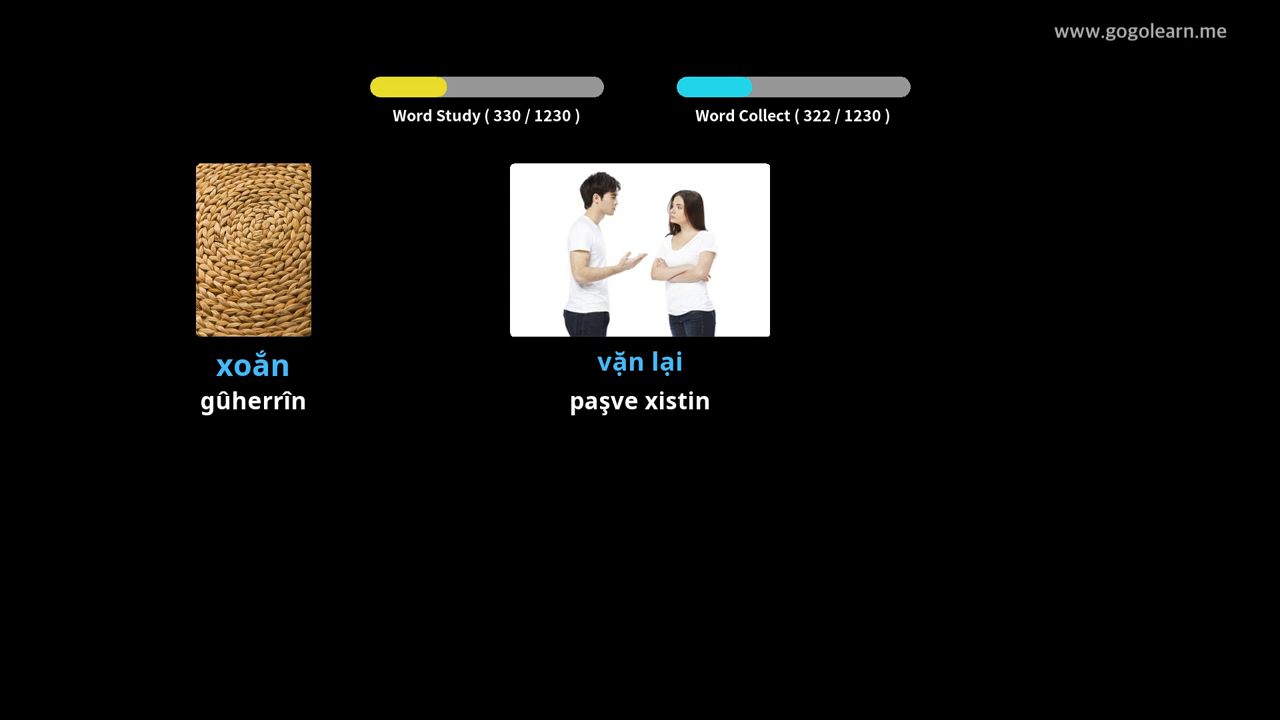 www.gogolearn.me
Word Study ( 330 / 1230 )
Word Collect ( 322 / 1230 )
xoắn
gûherrîn
vặn lại
paşve xistin